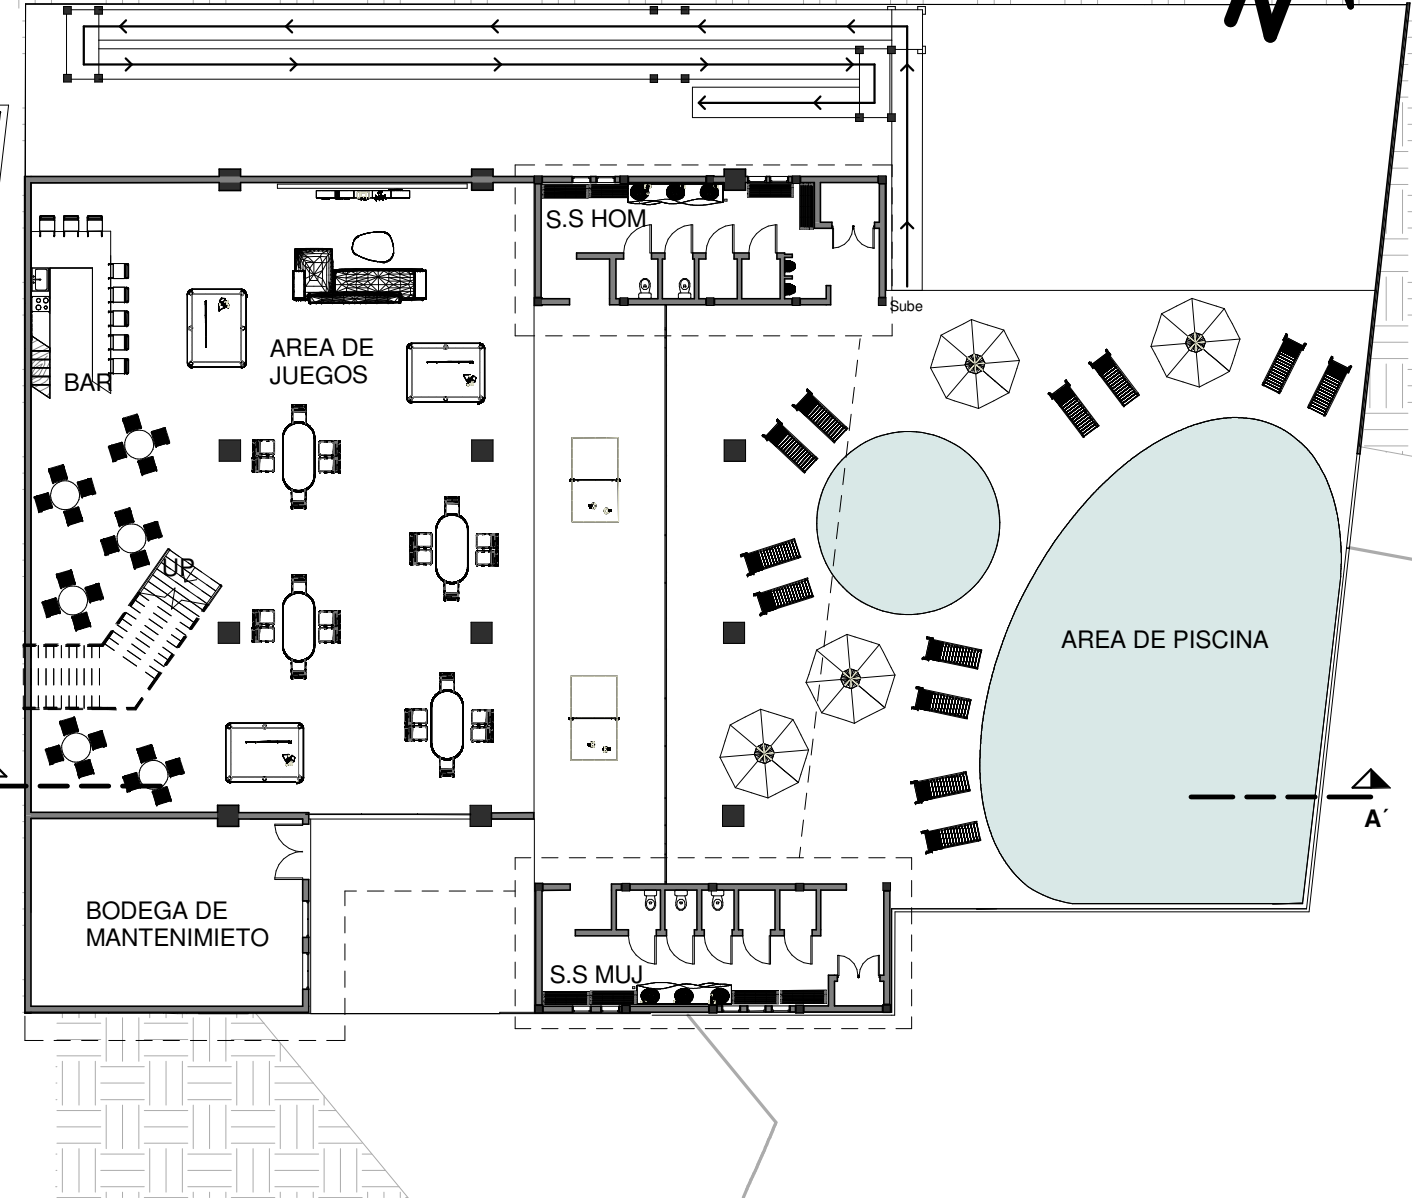 S.S HOM
Sube
AREA DE
JUEGOS
BAR
UP
AREA DE PISCINA
A´
BODEGA DE
MANTENIMIETO
S.S MUJ